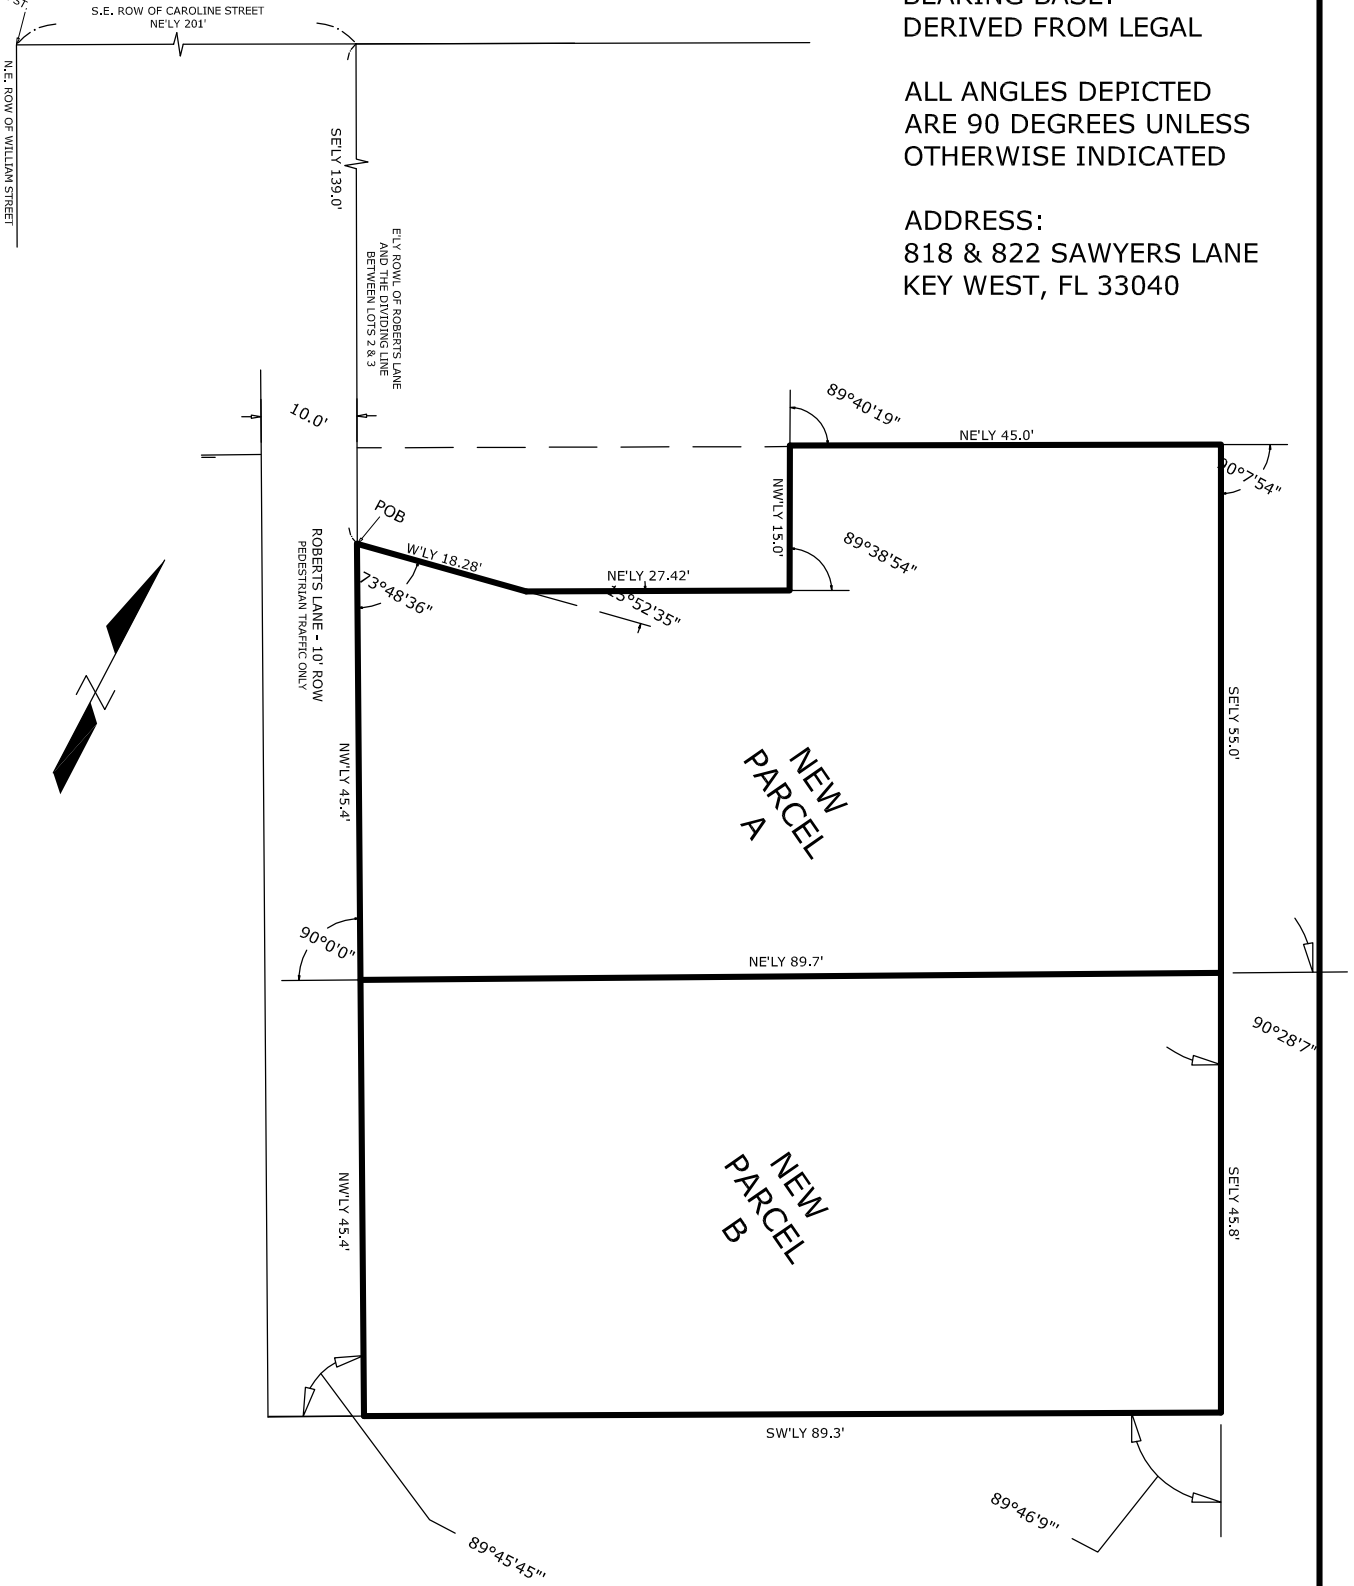 ST.
S.E. ROW OF CAROLINE STREET
NE'LY 201'
N.E. ROW OF WILLIAM STREET
DERIVED FROM LEGAL
ALL ANGLES DEPICTED
ARE 90 DEGREES UNLESS
OTHERWISE INDICATED
ADDRESS:
818 & 822 SAWYERS LANE
KEY WEST, FL 33040
SE'LY 139.0'
E'LY ROWL OF ROBERTS LANE
AND THE DIVIDING LINE
BETWEEN LOTS 2 & 3
10.0'
89°40'19"
NE'LY 45.0'
90°7'54"
NW'LY 15.0'
POB
W'LY 18.28'
73°48'36"
89°38'54"
NE'LY 27.42'
15°52'35"
ROBERTS LANE - 10' ROW
PEDESTRIAN TRAFFIC ONLY
NW'LY 45.4'
SE'LY 55.0'
NEW
PARCEL
A
90°0'0"
NE'LY 89.7'
90°28'7"
NW'LY 45.4'
NEW
PARCEL
B
SE'LY 45.8'
SW'LY 89.3'
89°46'9"'
89°45'45"'